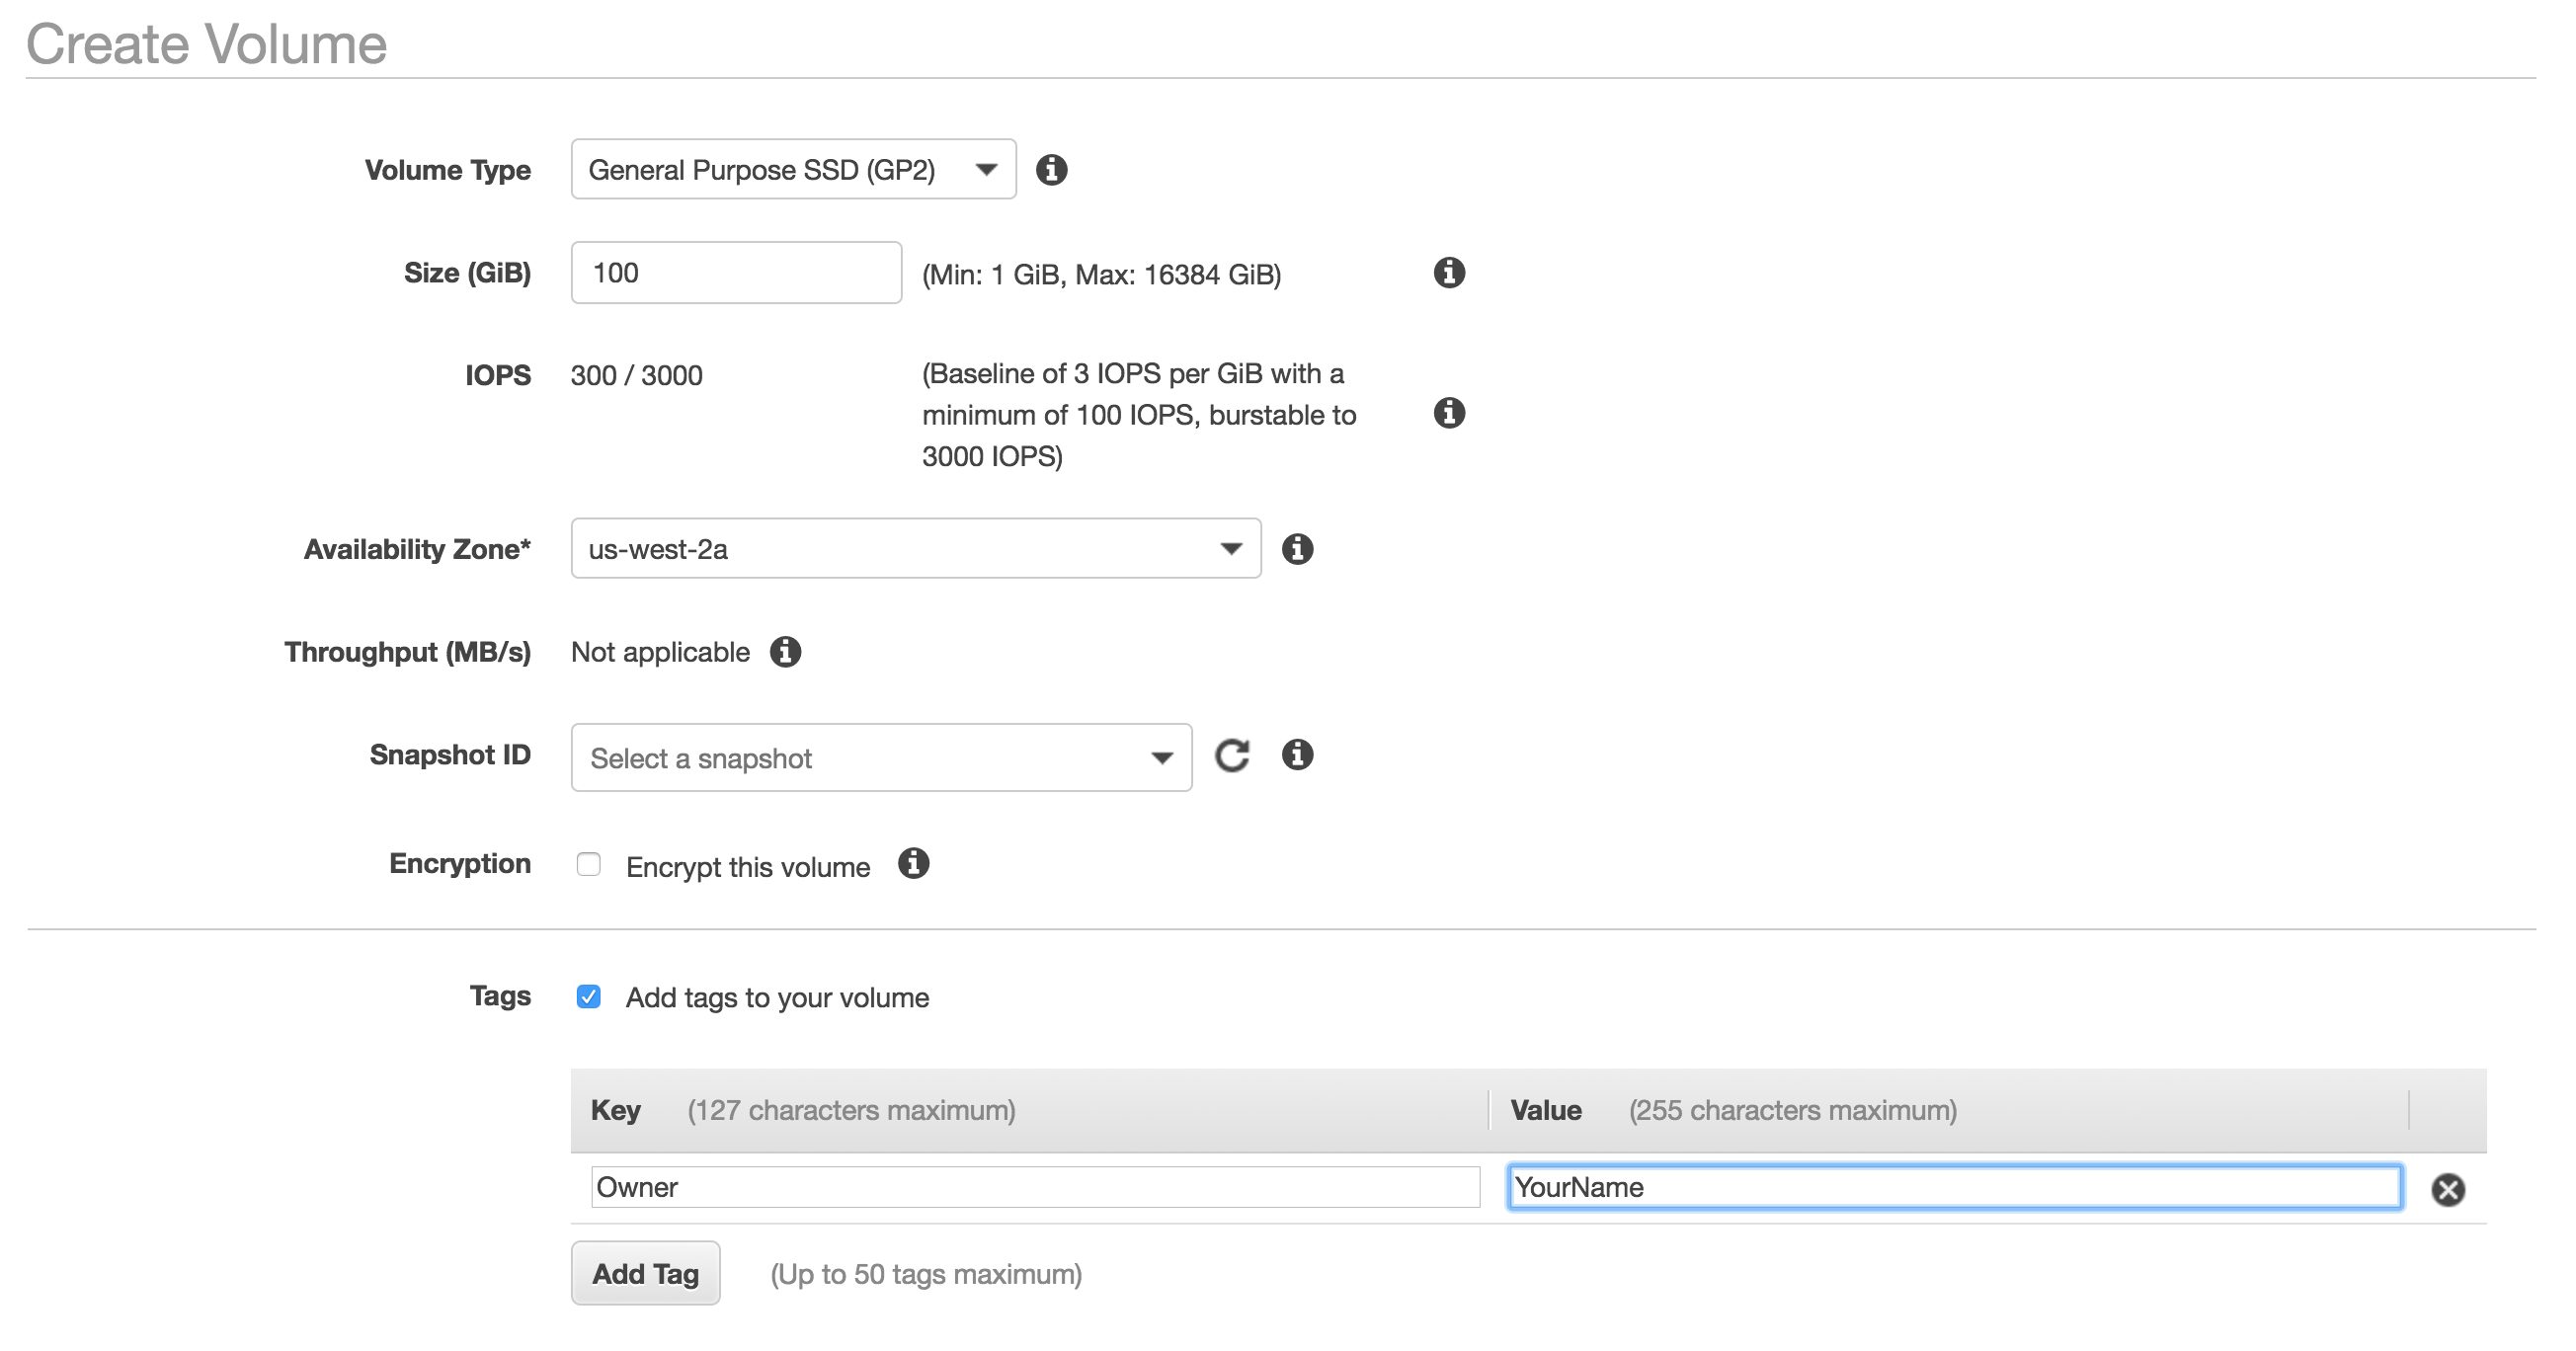 Create Volume
Volume Type General Purpose SSD (GP2)
Size (GiB) 100 (Min: 1 GiB, Max: 16384 GiB)
IOPS 300 / 3000 (Baseline of 3 IOPS per GiB with a
minimum of 100 IOPS, burstable to
3000 IOPS)
Availability Zone* us-west-2a
Throughput (MB/s) Not applicable
Snapshot ID Select a snapshot
Encryption Encrypt this volume
Tags Add tags to your volume
Key (127 characters maximum) Value (255 characters maximum)
Owner YourName
Add Tag (Up to 50 tags maximum)